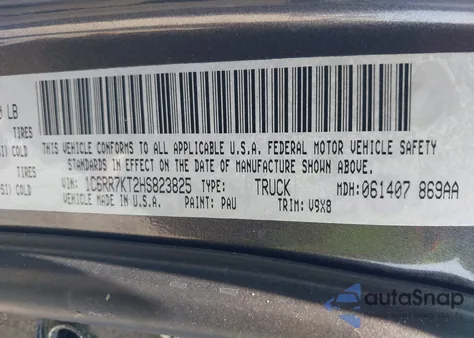 LB
TIRES
SI) COLD
TIRES
SI) COLD
THIS VEHICLE CONFORMS TO ALL APPLICABLE U.S.A. FEDERAL MOTOR VEHICLE SAFETY
STANDARDS IN EFFECT ON THE DATE OF MANUFACTURE SHOWN ABOVE.
VIN: 1C6RR7KT2HS823825 TYPE: TRUCK MDH: 061407 869AA
VEHICLE MADE IN U.S.A. PAINT: PAU TRIM: V9X8
autoSnap